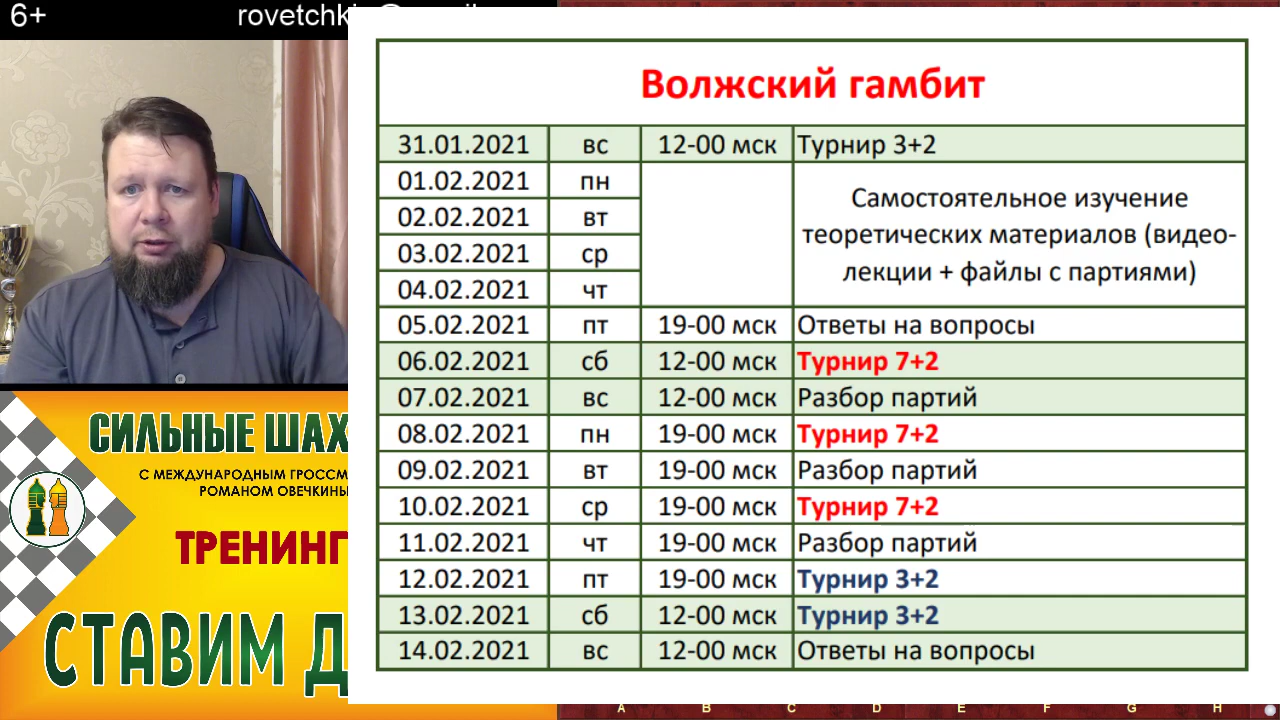 6+
Волжский гамбит
31.01.2021 вс 12-00 мск Турнир 3+2
01.02.2021 пн
02.02.2021 вт
03.02.2021 ср
04.02.2021 чт
Самостоятельное изучение
теоретических материалов (видео-
лекции + файлы с партиями)
05.02.2021 пт 19-00 мск Ответы на вопросы
06.02.2021 сб 12-00 мск Турнир 7+2
07.02.2021 вс 12-00 мск Разбор партий
08.02.2021 пн 19-00 мск Турнир 7+2
09.02.2021 вт 19-00 мск Разбор партий
10.02.2021 ср 19-00 мск Турнир 7+2
11.02.2021 чт 19-00 мск Разбор партий
12.02.2021 пт 19-00 мск Турнир 3+2
13.02.2021 сб 12-00 мск Турнир 3+2
14.02.2021 вс 12-00 мск Ответы на вопросы
СИЛЬНЫЕ ШАХ
С МЕЖДУНАРОДНЫМ ГРОССМ
РОМАНОМ ОВЕЧКИНЫ
ТРЕНИНГ
СТАВИМ Д
A B C D E F G H